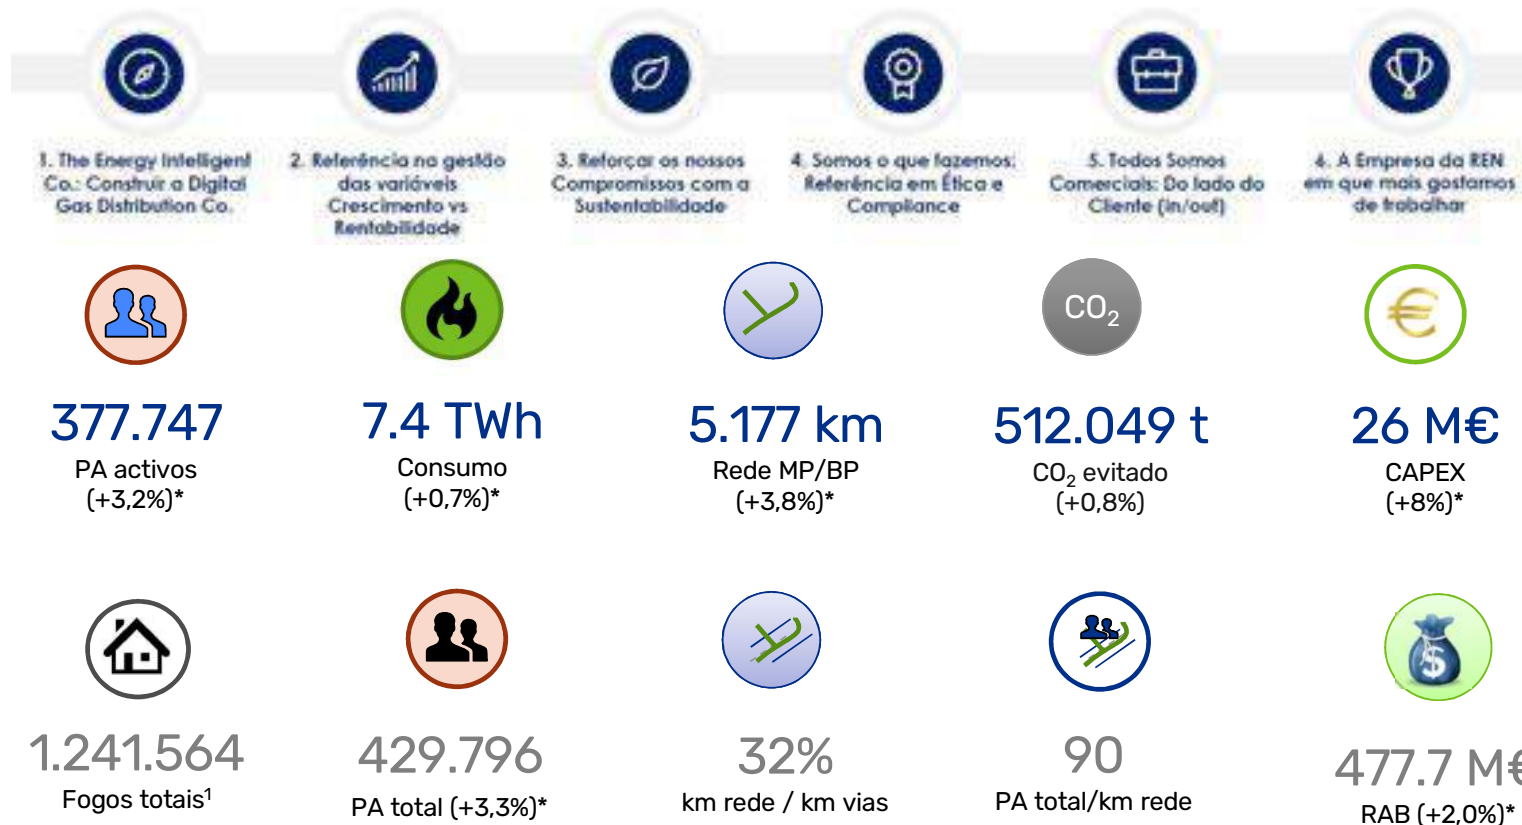 1. The Energy Intelligent
Co.: Construir a Digital
Gas Distribution Co.
2. Referência na gestão
das variáveis
Crescimento vs
Rentabilidade
3. Reforçar os nossos
Compromissos com a
Sustentabilidade
4. Somos o que fazemos:
Referência em Ética e
Compliance
5. Todos Somos
Comerciais: Do lado do
Cliente (in/out)
6. A Empresa da REN
em que mais gostamos
de trabalhar
CO₂
377.747
PA activos
(+3,2%)*
7.4 TWh
Consumo
(+0,7%)*
5.177 km
Rede MP/BP
(+3,8%)*
512.049 t
CO₂ evitado
(+0,8%)
26 M€
CAPEX
(+8%)*
1.241.564
Fogos totais¹
429.796
PA total (+3,3%)*
32%
km rede / km vias
90
PA total/km rede
477.7 M€
RAB (+2,0%)*